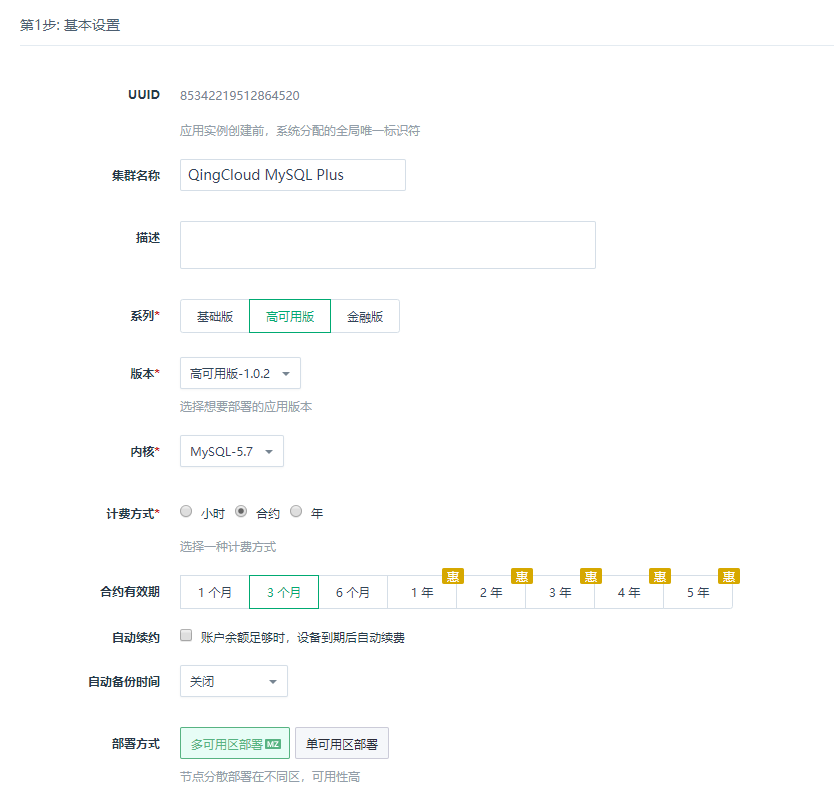 第1步: 基本设置
UUID 85342219512864520
应用实例创建前，系统分配的全局唯一标识符
集群名称 QingCloud MySQL Plus
描述
系列* 基础版 高可用版 金融版
版本* 高可用版-1.0.2
选择想要部署的应用版本
内核* MySQL-5.7
计费方式* 小时 合约 年
选择一种计费方式
惠 惠 惠 惠 惠
合约有效期 1 个月 3 个月 6 个月 1 年 2 年 3 年 4 年 5 年
自动续约 账户余额足够时，设备到期后自动续费
自动备份时间 关闭
部署方式 多可用区部署 MZ 单可用区部署
节点分散部署在不同区，可用性高